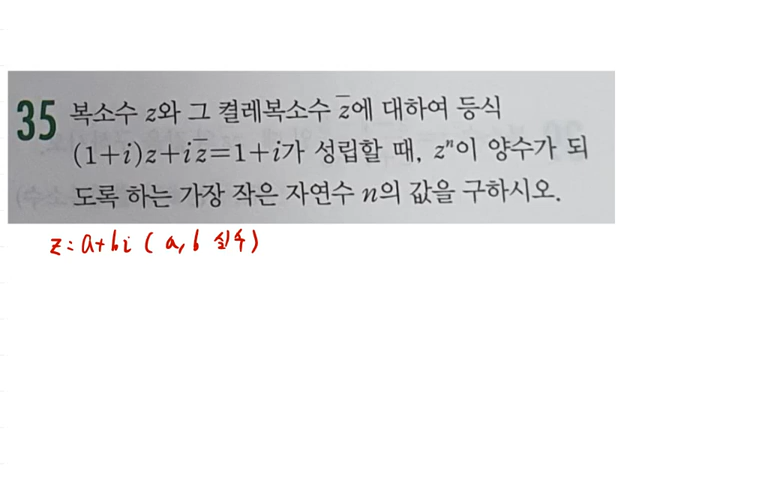 35 복소수 z와 그 켤레복소수 z̅에 대하여 등식
(1+i)z+iz̅=1+i가 성립할 때, zⁿ이 양수가 되
도록 하는 가장 작은 자연수 n의 값을 구하시오.
z=a+bi (a, b 실수)